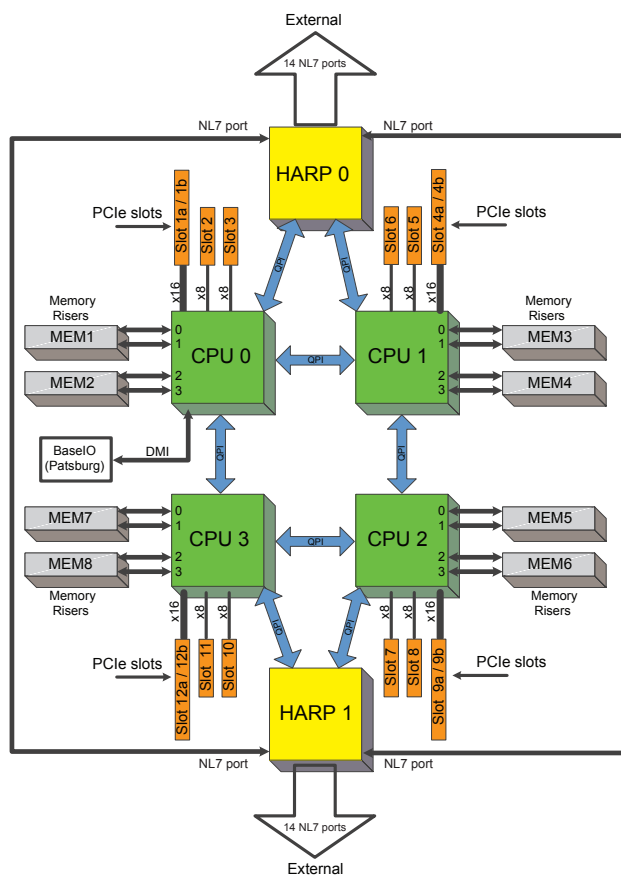 External
14 NL7 ports
NL7 port
NL7 port
HARP 0
PCIe slots
Slot 1a / 1b
Slot 2
Slot 3
Slot 6
Slot 5
Slot 4a / 4b
PCIe slots
QPI
QPI
x16
x8
x8
x8
x8
x16
Memory
Risers
MEM1
MEM2
0
1
2
3
CPU 0
QPI
CPU 1
0
1
2
3
Memory
Risers
MEM3
MEM4
BaseIO
(Patsburg)
DMI
QPI
QPI
MEM7
MEM8
Memory
Risers
0
1
2
3
CPU 3
QPI
CPU 2
0
1
2
3
MEM5
MEM6
Memory
Risers
x16
x8
x8
x8
x8
x16
QPI
QPI
PCIe slots
Slot 12a / 12b
Slot 11
Slot 10
Slot 7
Slot 8
Slot 9a / 9b
PCIe slots
HARP 1
NL7 port
NL7 port
14 NL7 ports
External